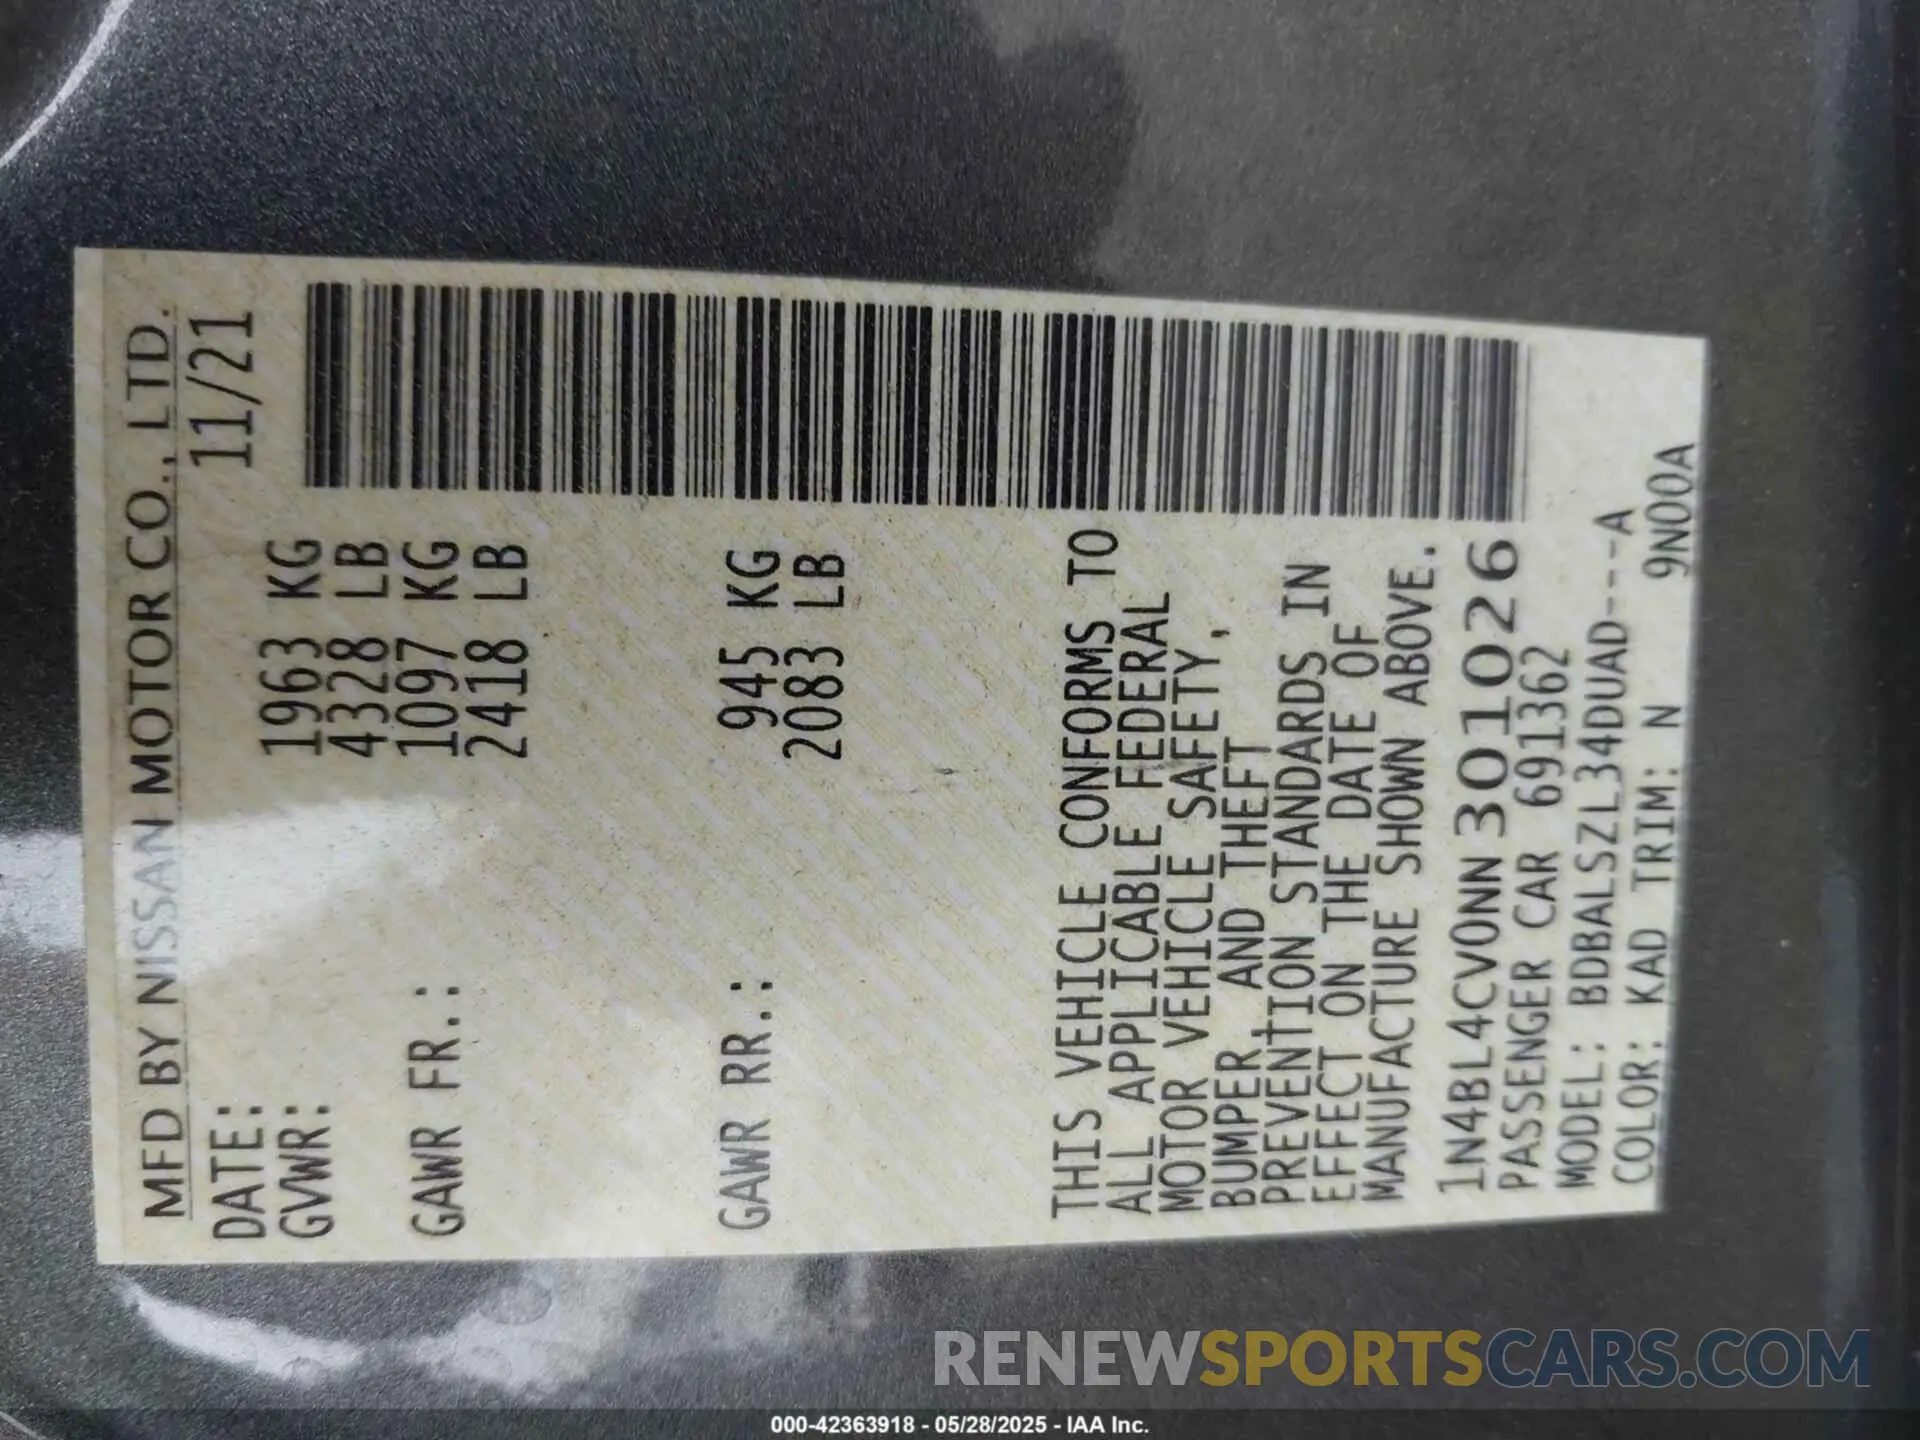 MFD BY NISSAN MOTOR CO., LTD.
DATE: 11/21
GVWR: 1963 KG
4328 LB
GAWR FR.: 1097 KG
2418 LB
GAWR RR.: 945 KG
2083 LB
THIS VEHICLE CONFORMS TO
ALL APPLICABLE FEDERAL
MOTOR VEHICLE SAFETY,
BUMPER AND THEFT
PREVENTION STANDARDS IN
EFFECT ON THE DATE OF
MANUFACTURE SHOWN ABOVE.
1N4BL4CV0NN301026
PASSENGER CAR 691362
MODEL: BDBALSZL34DUAD---A
COLOR: KAD TRIM: N 9N00A
RENEWSPORTSCARS.COM
000-42363918 - 05/28/2025 - IAA Inc.